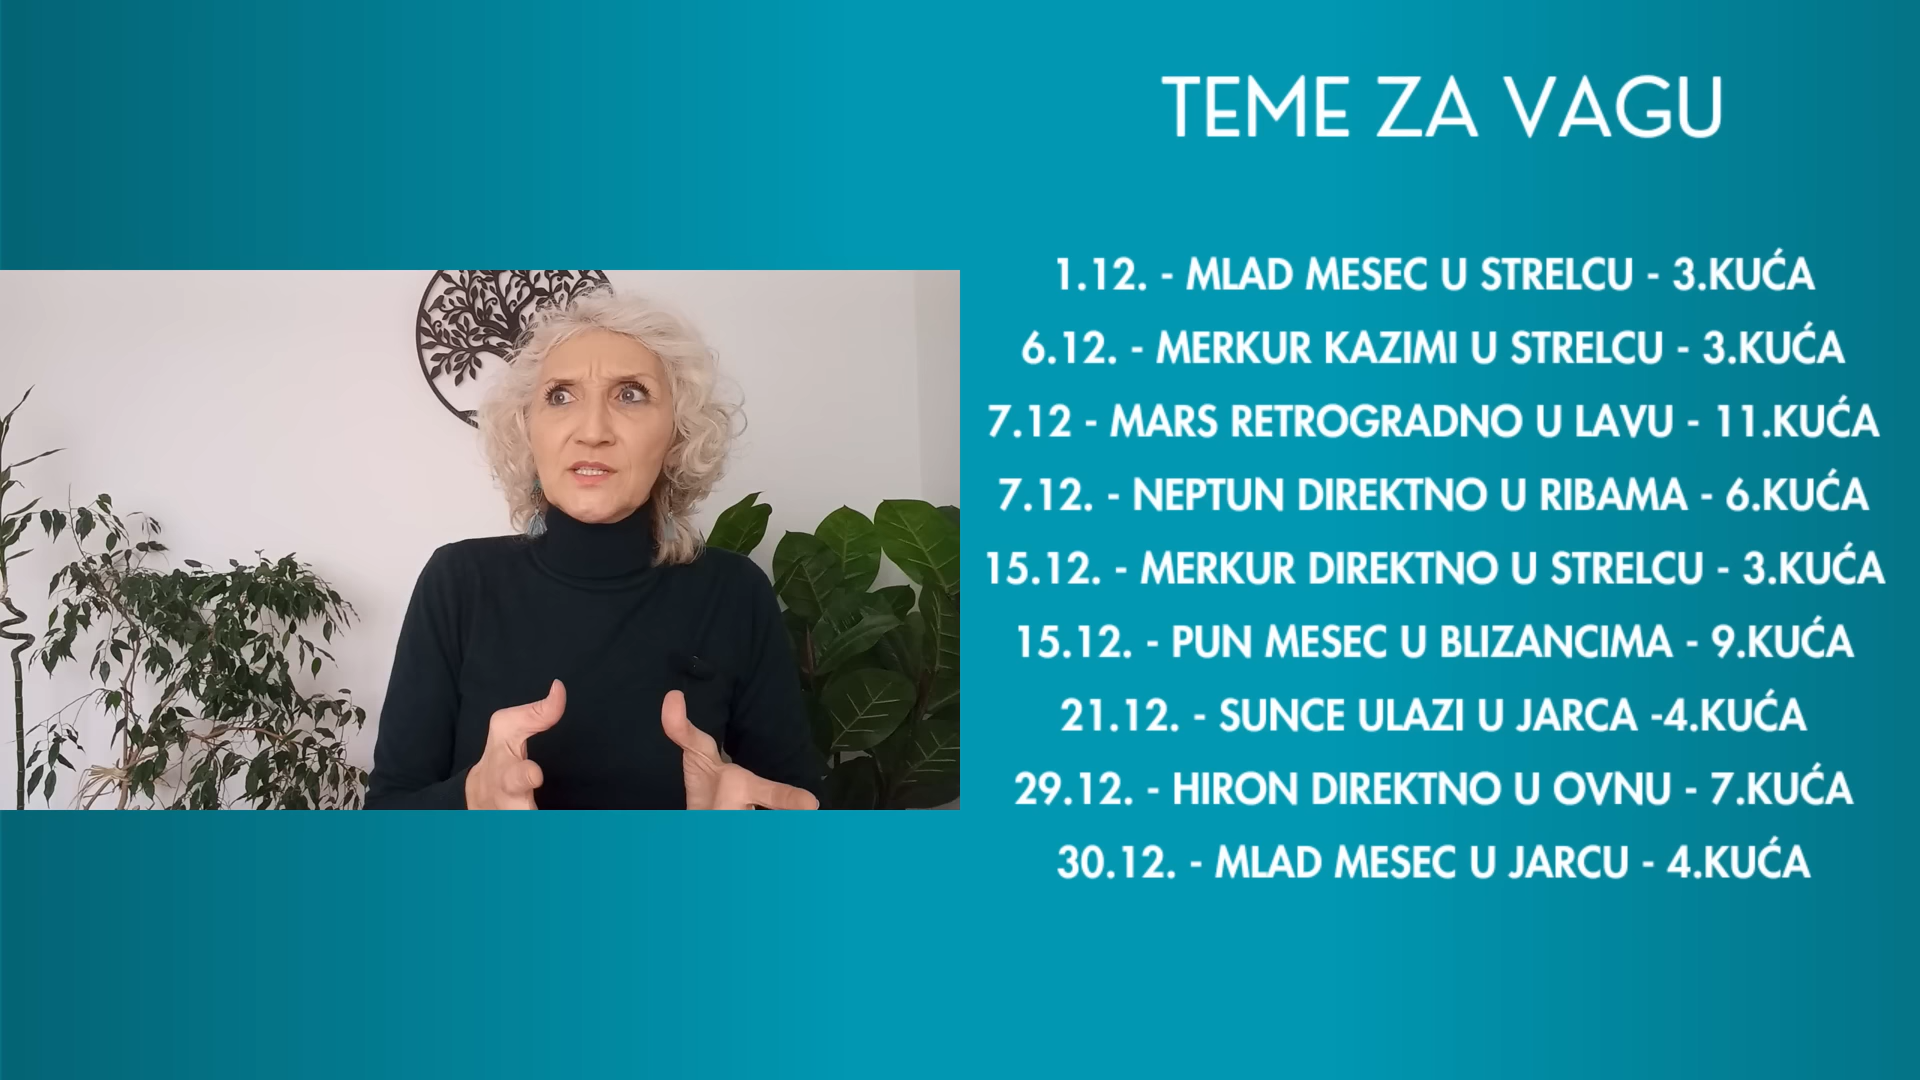 TEME ZA VAGU
1.12. - MLAD MESEC U STRELCU - 3.KUĆA
6.12. - MERKUR KAZIMI U STRELCU - 3.KUĆA
7.12 - MARS RETROGRADNO U LAVU - 11.KUĆA
7.12. - NEPTUN DIREKTNO U RIBAMA - 6.KUĆA
15.12. - MERKUR DIREKTNO U STRELCU - 3.KUĆA
15.12. - PUN MESEC U BLIZANCIMA - 9.KUĆA
21.12. - SUNCE ULAZI U JARCA -4.KUĆA
29.12. - HIRON DIREKTNO U OVNU - 7.KUĆA
30.12. - MLAD MESEC U JARCU - 4.KUĆA